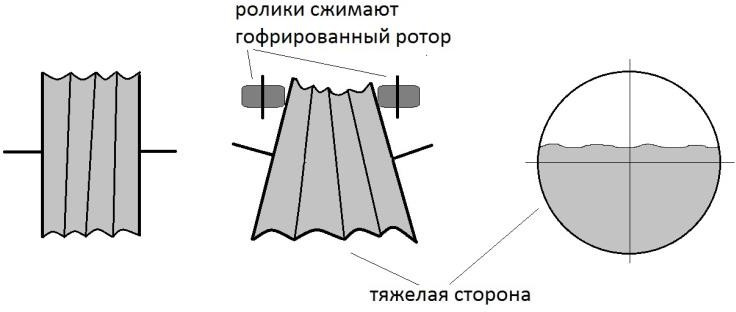 ролики сжимают
гофрированный ротор
тяжелая сторона